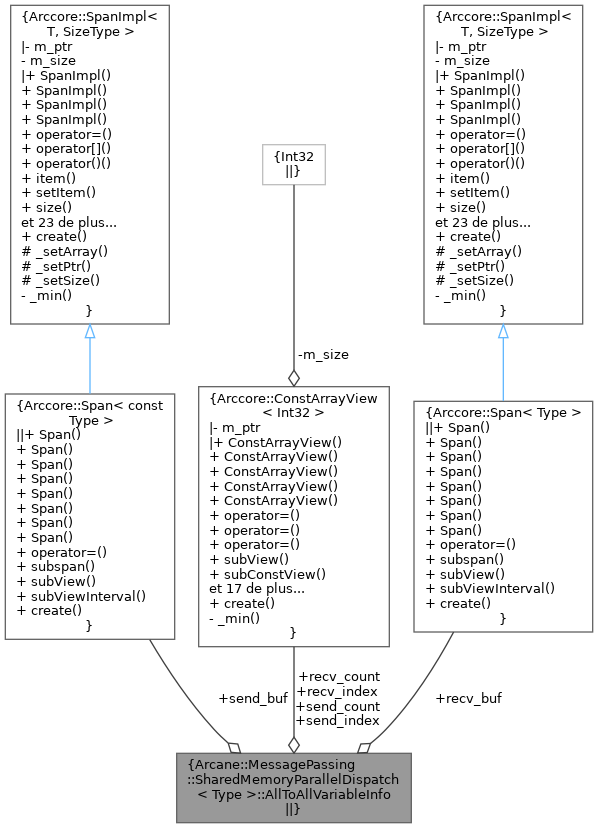 {Arccore::SpanImpl<
T, SizeType >
|- m_ptr
- m_size
|+ SpanImpl()
+ SpanImpl()
+ SpanImpl()
+ SpanImpl()
+ operator=()
+ operator[]()
+ operator()()
+ item()
+ setItem()
+ size()
et 23 de plus...
+ create()
# _setArray()
# _setPtr()
# _setSize()
- _min()
}
{Int32
||}
{Arccore::SpanImpl<
T, SizeType >
|- m_ptr
- m_size
|+ SpanImpl()
+ SpanImpl()
+ SpanImpl()
+ SpanImpl()
+ operator=()
+ operator[]()
+ operator()()
+ item()
+ setItem()
+ size()
et 23 de plus...
+ create()
# _setArray()
# _setPtr()
# _setSize()
- _min()
}
-m_size
{Arccore::Span< const
Type >
||+ Span()
+ Span()
+ Span()
+ Span()
+ Span()
+ Span()
+ Span()
+ Span()
+ operator=()
+ subspan()
+ subView()
+ subViewInterval()
+ create()
}
{Arccore::ConstArrayView
< Int32 >
|- m_ptr
|+ ConstArrayView()
+ ConstArrayView()
+ ConstArrayView()
+ ConstArrayView()
+ ConstArrayView()
+ operator=()
+ operator=()
+ operator=()
+ subView()
+ subConstView()
et 17 de plus...
+ create()
- _min()
}
{Arccore::Span< Type >
||+ Span()
+ Span()
+ Span()
+ Span()
+ Span()
+ Span()
+ Span()
+ Span()
+ operator=()
+ subspan()
+ subView()
+ subViewInterval()
+ create()
}
+send_buf
+recv_count
+recv_index
+send_count
+send_index
+recv_buf
{Arcane::MessagePassing
::SharedMemoryParallelDispatch
< Type >::AllToAllVariableInfo
||}